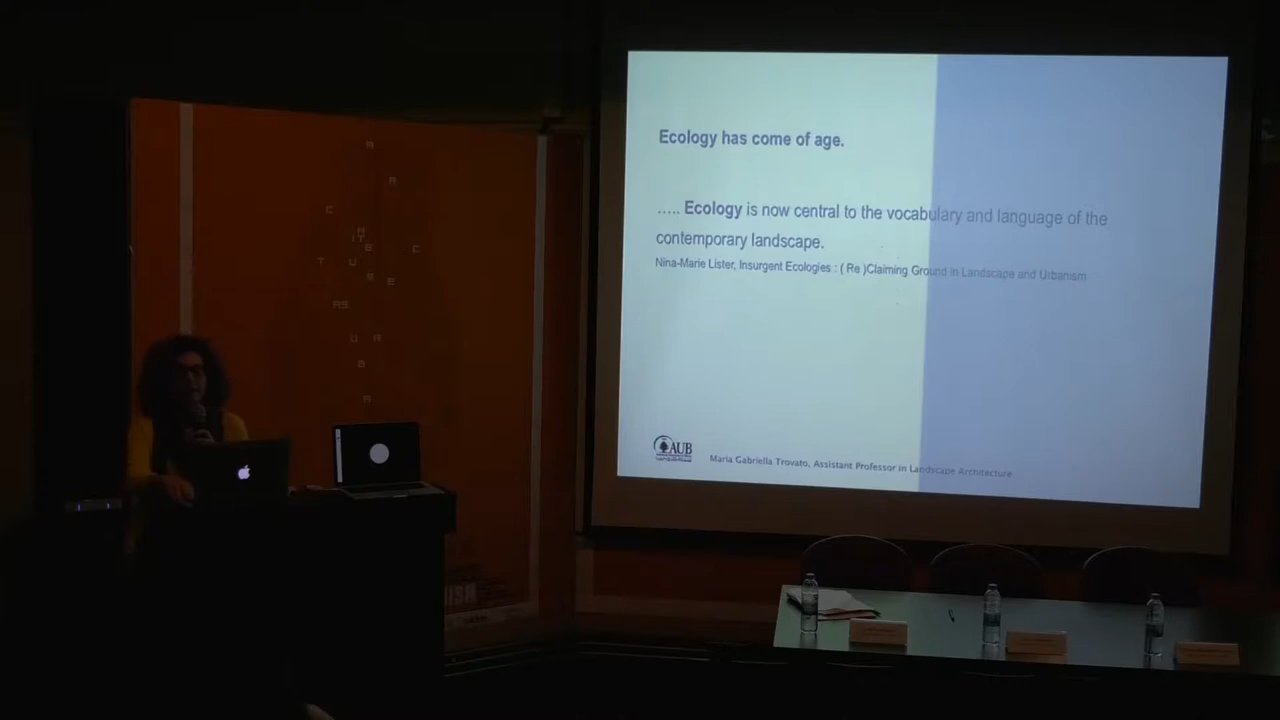 Ecology has come of age.
..... Ecology is now central to the vocabulary and language of the
contemporary landscape.
Nina-Marie Lister, Insurgent Ecologies : ( Re )Claiming Ground in Landscape and Urbanism
AUB
Maria Gabriella Trovato, Assistant Professor in Landscape Architecture